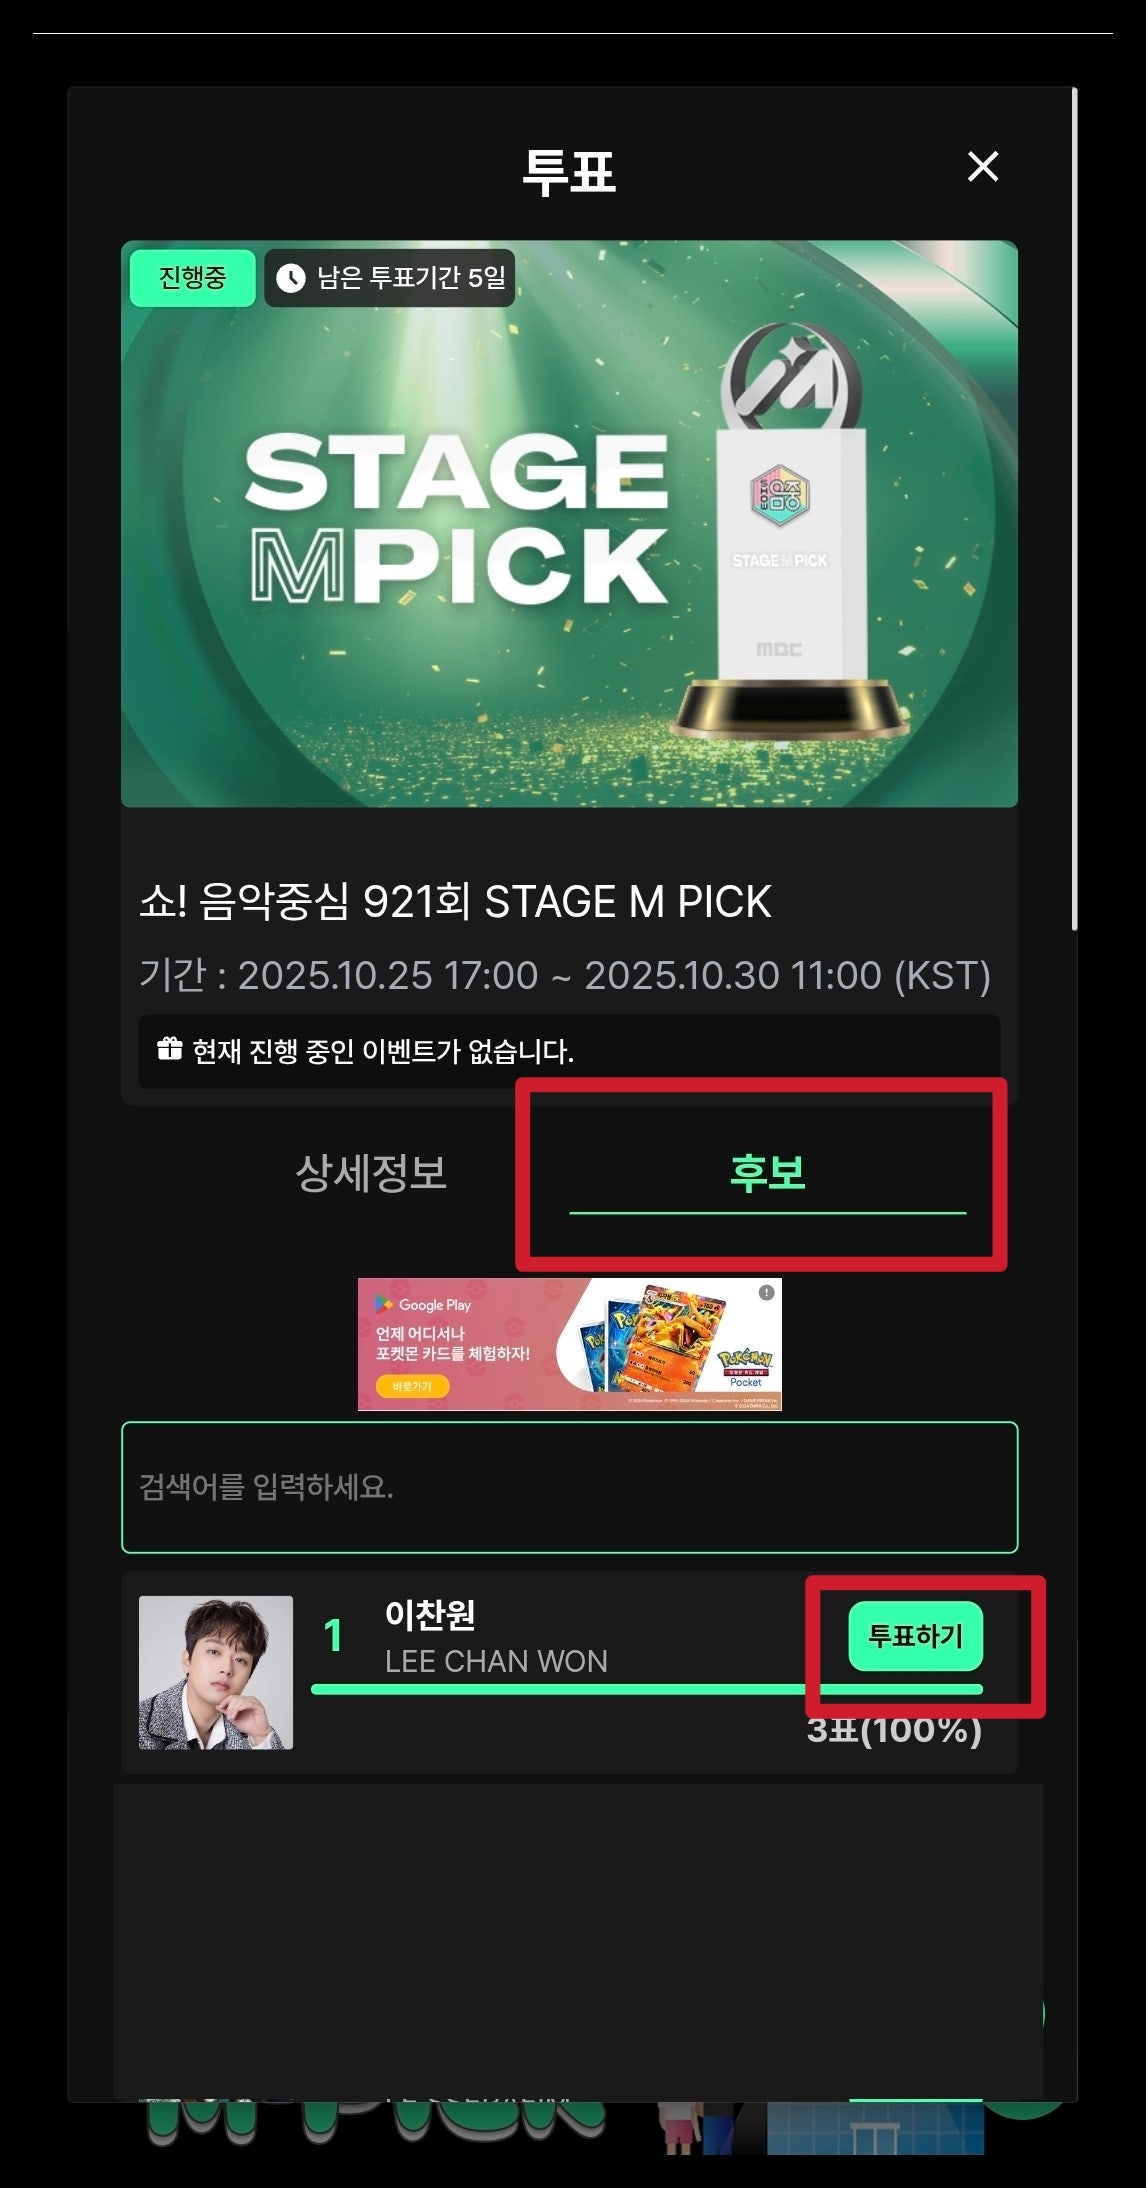 투표
진행중
남은 투표기간 5일
STAGE
MPICK
SHOW
음중
STAGE M PICK
MBC
쇼! 음악중심 921회 STAGE M PICK
기간 : 2025.10.25 17:00 ~ 2025.10.30 11:00 (KST)
현재 진행 중인 이벤트가 없습니다.
상세정보
후보
Google Play
언제 어디서나
포켓몬 카드를 체험하자!
바로가기
Pokémon
Pocket
검색어를 입력하세요.
1
이찬원
LEE CHAN WON
투표하기
3표(100%)